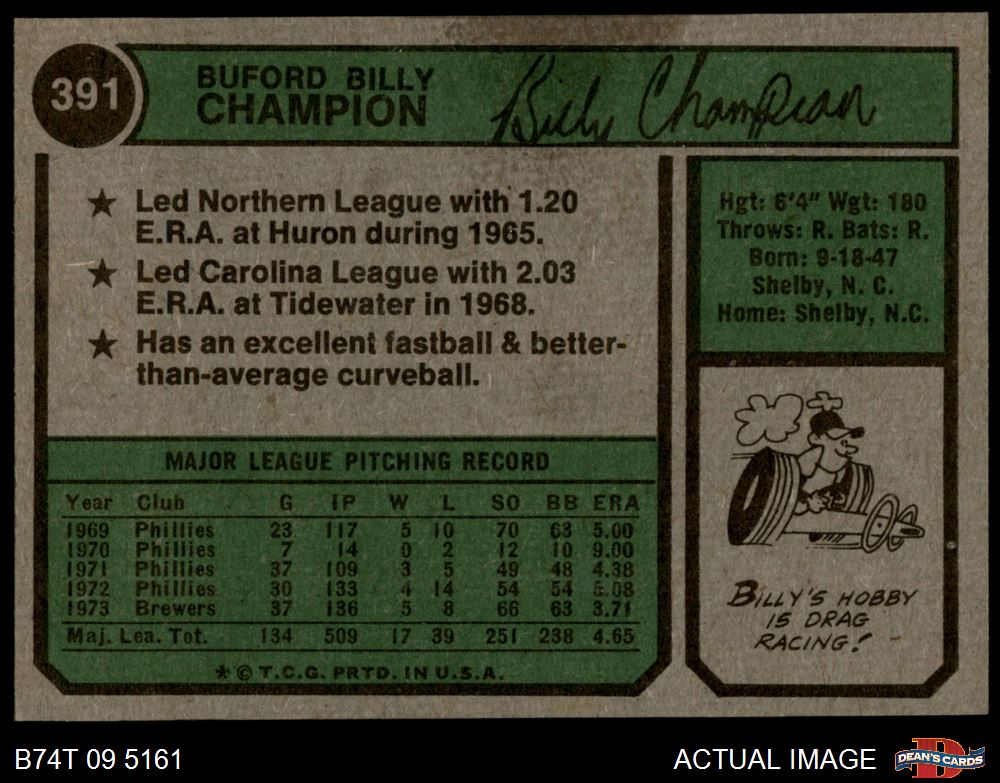 391
BUFORD BILLY
CHAMPION
Billy Champion
★ Led Northern League with 1.20
E.R.A. at Huron during 1965.
★ Led Carolina League with 2.03
E.R.A. at Tidewater in 1968.
★ Has an excellent fastball & better-
than-average curveball.
Hgt: 6'4" Wgt: 180
Throws: R. Bats: R.
Born: 9-18-47
Shelby, N. C.
Home: Shelby, N.C.
MAJOR LEAGUE PITCHING RECORD
Year Club G IP W L SO BB ERA
1969 Phillies 23 117 5 10 70 63 5.00
1970 Phillies 7 14 0 2 12 10 9.00
1971 Phillies 37 109 3 5 49 48 4.38
1972 Phillies 30 133 4 14 54 54 5.08
1973 Brewers 37 136 5 8 66 63 3.71
Maj. Lea. Tot. 134 509 17 39 251 238 4.65
* © T.C.G. PRTD. IN U.S.A.
BILLY'S HOBBY
IS DRAG
RACING!
B74T 09 5161
ACTUAL IMAGE
D
DEAN'S CARDS